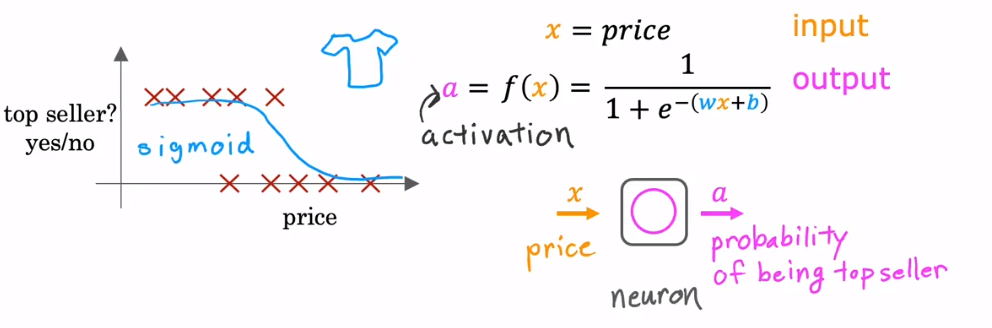 top seller?
yes/no
sigmoid
price
x = price
input
a = f(x) = 1 / (1 + e^−(wx+b))
output
activation
x
price
neuron
a
probability
of being top seller